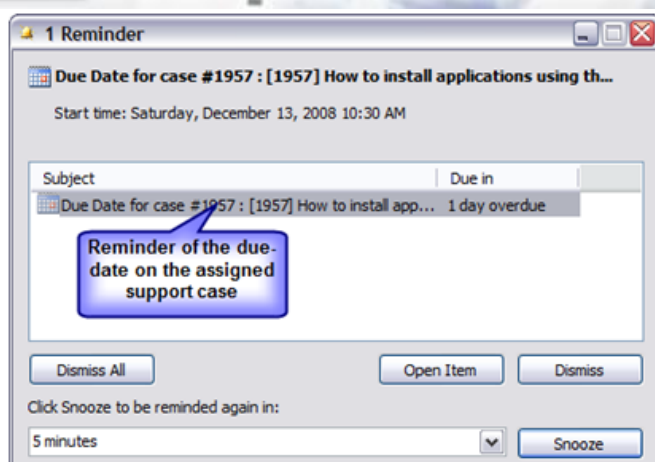 1 Reminder
Due Date for case #1957 : [1957] How to install applications using th...
Start time: Saturday, December 13, 2008 10:30 AM
Subject Due in
Due Date for case #1957 : [1957] How to install app... 1 day overdue
Reminder of the due-
date on the assigned
support case
Dismiss All Open Item Dismiss
Click Snooze to be reminded again in:
5 minutes Snooze